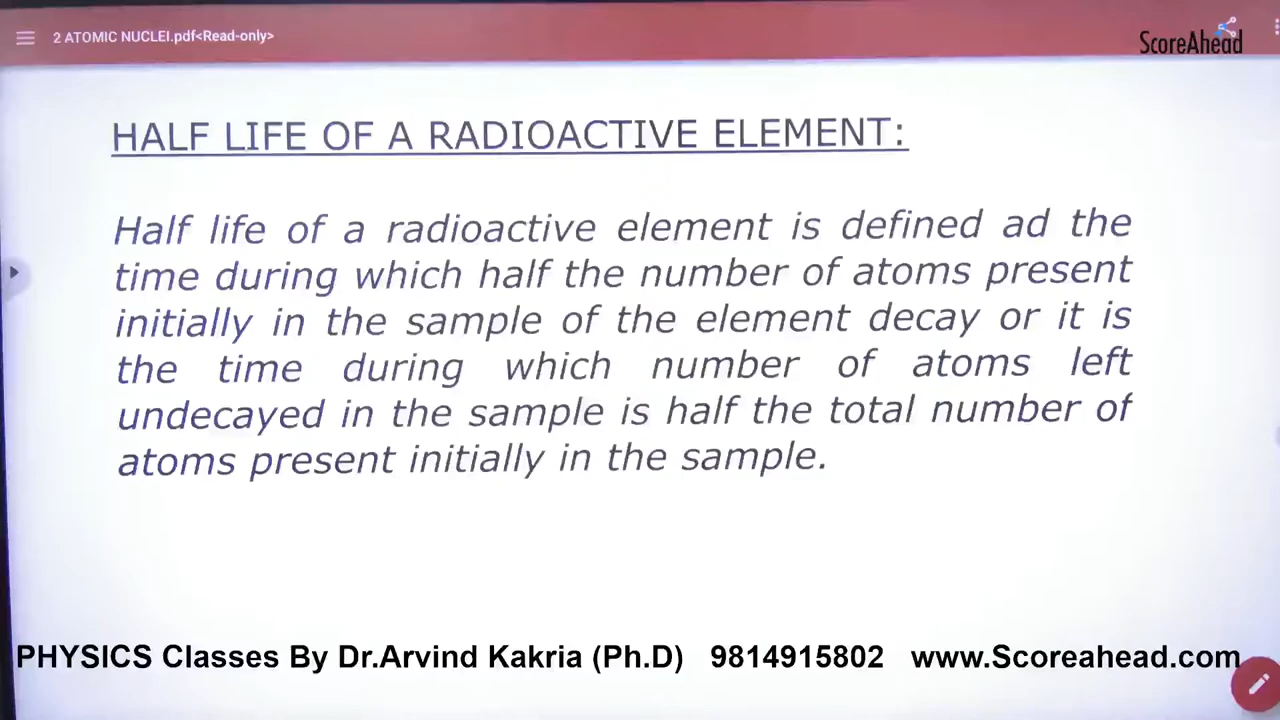 2 ATOMIC NUCLEI.pdf<Read-only>
ScoreAhead
HALF LIFE OF A RADIOACTIVE ELEMENT:
Half life of a radioactive element is defined ad the
time during which half the number of atoms present
initially in the sample of the element decay or it is
the time during which number of atoms left
undecayed in the sample is half the total number of
atoms present initially in the sample.
PHYSICS Classes By Dr.Arvind Kakria (Ph.D) 9814915802 www.Scoreahead.com